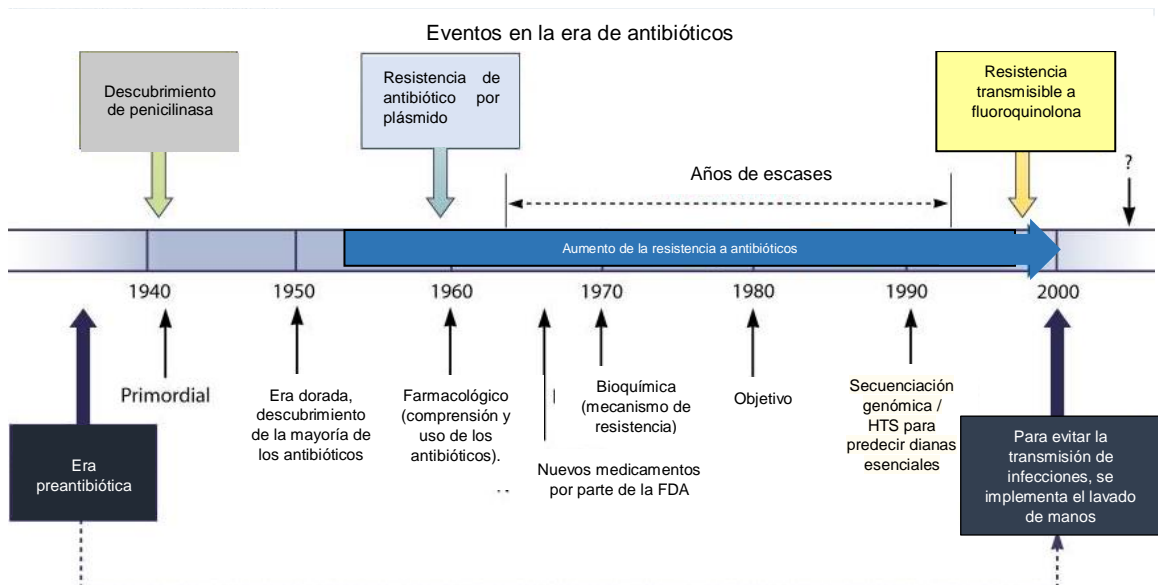 Eventos en la era de antibióticos
Descubrimiento
de penicilinasa
Resistencia de
antibiótico por
plásmido
Resistencia
transmisible a
fluoroquinolona
Años de escases
?
Aumento de la resistencia a antibióticos
1940
1950
1960
1970
1980
1990
2000
Primordial
Era dorada,
descubrimiento
de la mayoría de
los antibióticos
Farmacológico
(comprensión y
uso de los
antibióticos).
Nuevos medicamentos
por parte de la FDA
Bioquímica
(mecanismo de
resistencia)
Objetivo
Secuenciación
genómica /
HTS para
predecir dianas
esenciales
Era
preantibiótica
Para evitar la
transmisión de
infecciones, se
implementa el lavado
de manos